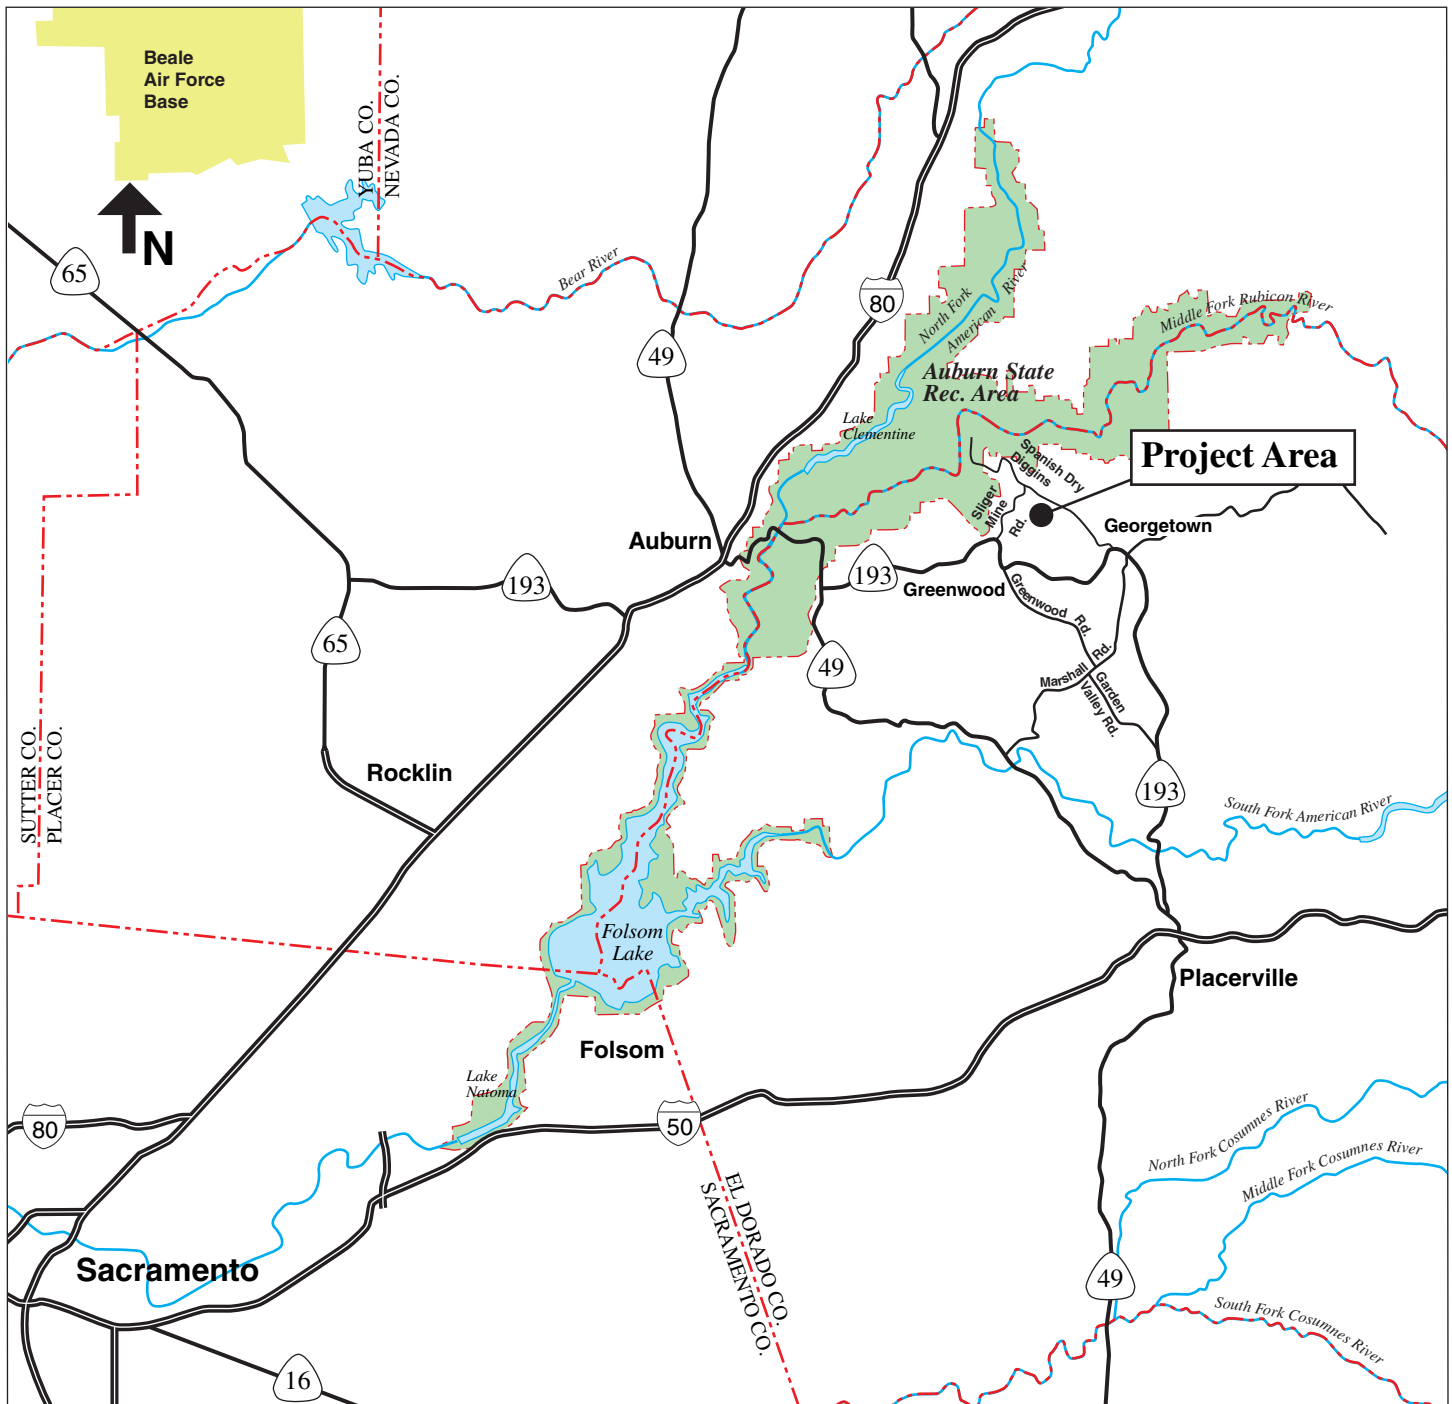 Beale
Air Force
Base
YUBA CO.
NEVADA CO.
N
65
Bear River
80
49
North Fork
American
River
Middle Fork Rubican River
Auburn State
Rec. Area
Lake
Clementine
Spanish Dry
Diggins
Project Area
Sliger
Mine
Rd.
Georgetown
Auburn
193
193
Greenwood
Greenwood
Rd.
65
49
Marshall
Rd.
Garden
Valley Rd.
SUTTER CO.
PLACER CO.
Rocklin
193
South Fork American River
Folsom
Lake
Placerville
Folsom
Lake
Natoma
80
50
North Fork Cosumnes River
Middle Fork Cosumnes River
EL DORADO CO.
SACRAMENTO CO.
Sacramento
49
South Fork Cosumnes River
16